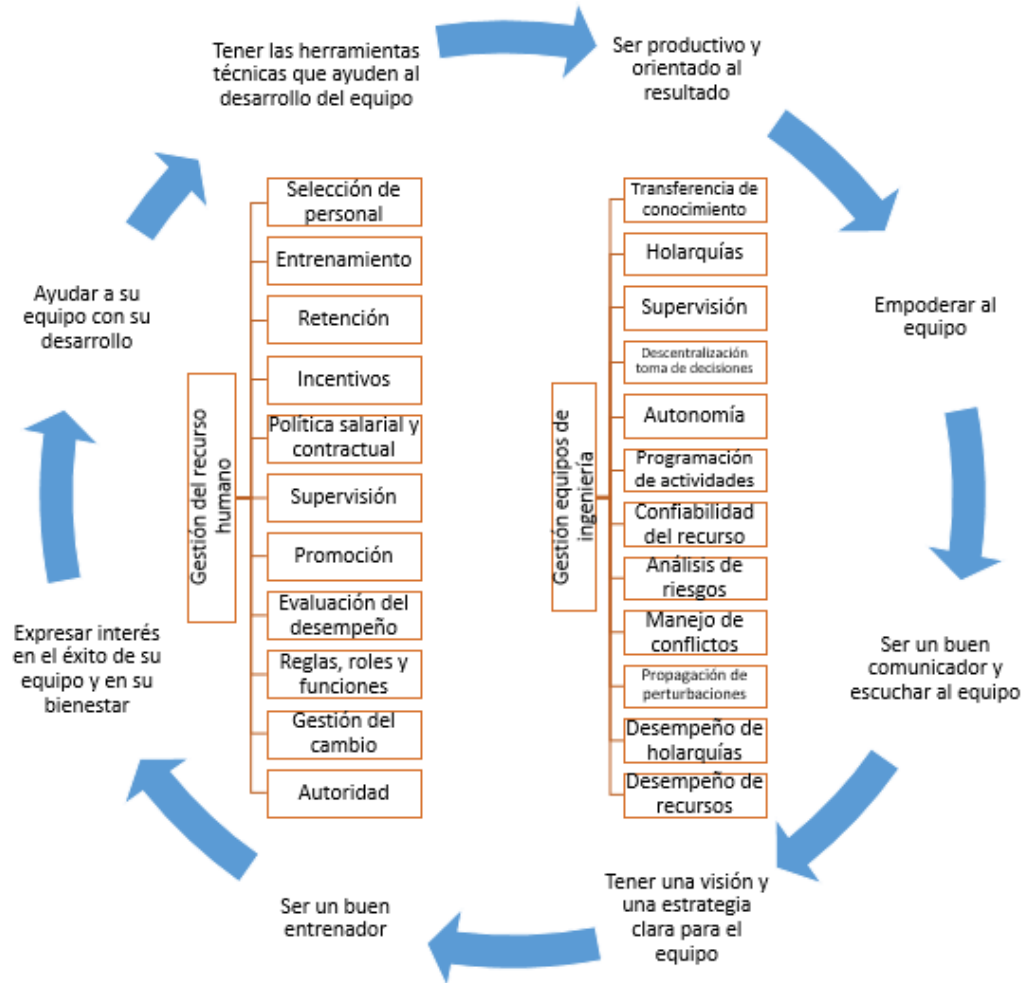 Tener las herramientas
técnicas que ayuden al
desarrollo del equipo
Ser productivo y
orientado al
resultado
Empoderar al
equipo
Ser un buen
comunicador y
escuchar al equipo
Tener una visión y
una estrategia
clara para el
equipo
Ser un buen
entrenador
Expresar interés
en el éxito de su
equipo y en su
bienestar
Ayudar a su
equipo con su
desarrollo
Gestión del recurso
humano
Selección de
personal
Entrenamiento
Retención
Incentivos
Política salarial y
contractual
Supervisión
Promoción
Evaluación del
desempeño
Reglas, roles y
funciones
Gestión del
cambio
Autoridad
Gestión equipos de
ingeniería
Transferencia de
conocimiento
Holarquías
Supervisión
Descentralización
toma de decisiones
Autonomía
Programación
de actividades
Confiabilidad
del recurso
Análisis de
riesgos
Manejo de
conflictos
Propagación de
perturbaciones
Desempeño de
holarquías
Desempeño de
recursos